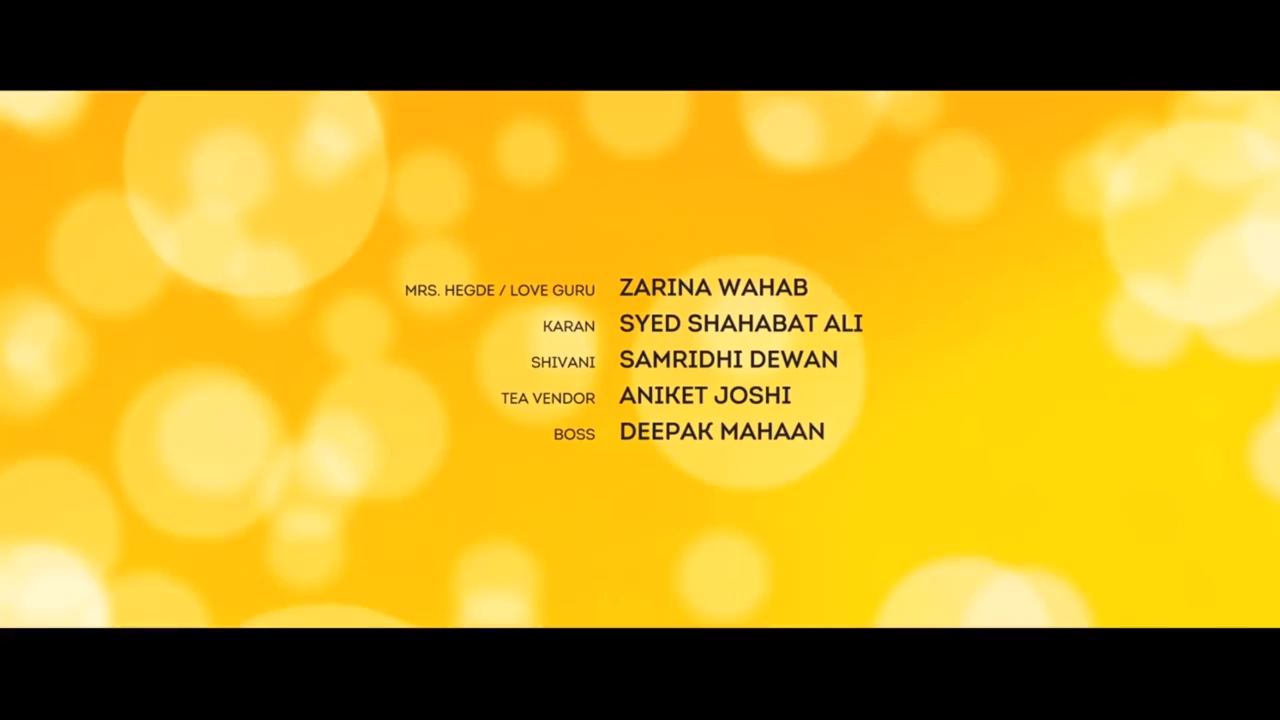 MRS. HEGDE / LOVE GURU ZARINA WAHAB
KARAN SYED SHAHABAT ALI
SHIVANI SAMRIDHI DEWAN
TEA VENDOR ANIKET JOSHI
BOSS DEEPAK MAHAAN